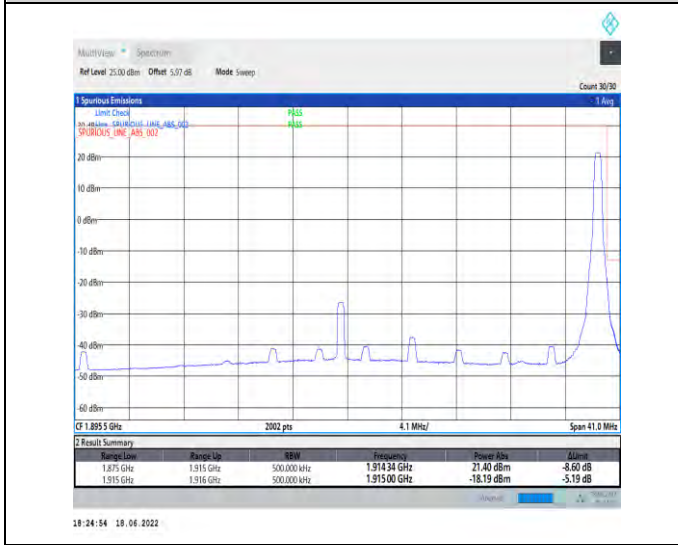 MultiView Spectrum
Ref Level 25.00 dBm Offset 5.97 dB Mode Sweep
Count 30/30
1 Spurious Emissions 1 Avg
Limit Check PASS
Line SPURIOUS_LINE_ABS_002 PASS
SPURIOUS_LINE_ABS_002
20 dBm
10 dBm
0 dBm
-10 dBm
-20 dBm
-30 dBm
-40 dBm
-50 dBm
-60 dBm
CF 1.895 5 GHz 2002 pts 4.1 MHz/ Span 41.0 MHz
2 Result Summary
Range Low Range Up RBW Frequency Power Abs ΔLimit
1.875 GHz 1.915 GHz 500.000 kHz 1.914 34 GHz 21.40 dBm -8.60 dB
1.915 GHz 1.916 GHz 500.000 kHz 1.915 00 GHz -18.19 dBm -5.19 dB
18:24:54 18.06.2022